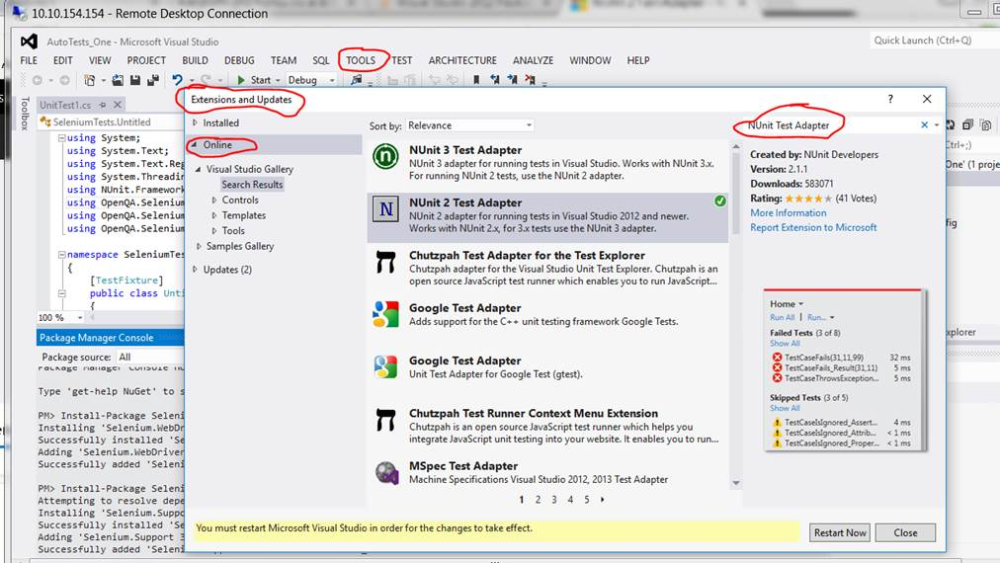 10.10.154.154 - Remote Desktop Connection
AutoTests_One - Microsoft Visual Studio
Quick Launch (Ctrl+Q)
FILE EDIT VIEW PROJECT BUILD DEBUG TEAM SQL TOOLS TEST ARCHITECTURE ANALYZE WINDOW HELP
Start Debug
Toolbox
UnitTest1.cs
SeleniumTests.Untitled
using System;
using System.Text;
using System.Text.Reg
using System.Threadin
using NUnit.Framework
using OpenQA.Selenium
using OpenQA.Selenium
using OpenQA.Selenium
namespace SeleniumTest
{
[TestFixture]
public class Unti
{
100 %
Package Manager Console
Package source: All
Type 'get-help NuGet' to s
PM> Install-Package Seleni
Installing 'Selenium.WebDr
Successfully installed 'Se
Adding 'Selenium.WebDriver
Successfully added 'Seleni
PM> Install-Package Seleni
Attempting to resolve depe
Installing 'Selenium.Suppo
Successfully installed 'Se
Adding 'Selenium.Support 3
Extensions and Updates
? 
Installed
Online
Visual Studio Gallery
Search Results
Controls
Templates
Tools
Samples Gallery
Updates (2)
Sort by: Relevance
NUnit 3 Test Adapter
NUnit 3 adapter for running tests in Visual Studio. Works with NUnit 3.x.
For running NUnit 2 tests, use the NUnit 2 adapter.
NUnit 2 Test Adapter
NUnit 2 adapter for running tests in Visual Studio 2012 and newer.
Works with NUnit 2.x, for 3.x tests use the NUnit 3 adapter.
Chutzpah Test Adapter for the Test Explorer
Chutzpah adapter for the Visual Studio Unit Test Explorer. Chutzpah is an
open source JavaScript test runner which enables you to run JavaScript...
Google Test Adapter
Adds support for the C++ unit testing framework Google Tests.
Google Test Adapter
Unit Test Adapter for Google Test (gtest).
Chutzpah Test Runner Context Menu Extension
Chutzpah is an open source JavaScript test runner which helps you
integrate JavaScript unit testing into your website. It enables you to run...
MSpec Test Adapter
Machine Specifications Visual Studio 2012, 2013 Test Adapter
1 2 3 4 5
NUnit Test Adapter
Created by: NUnit Developers
Version: 2.1.1
Downloads: 583071
Rating: (41 Votes)
More Information
Report Extension to Microsoft
Home
Run All | Run...
Failed Tests (3 of 8)
Show All
TestCaseFails(31,11,99) 32 ms
TestCaseFails_Result(31,11) 5 ms
TestCaseThrowsException... 5 ms
Skipped Tests (3 of 5)
Show All
TestCaseIsIgnored_Assert... 4 ms
TestCaseIsIgnored_Attrib... < 1 ms
TestCaseIsIgnored_Proper... < 1 ms
You must restart Microsoft Visual Studio in order for the changes to take effect.
Restart Now Close
+;)
One' (1 projec
fig
xplorer